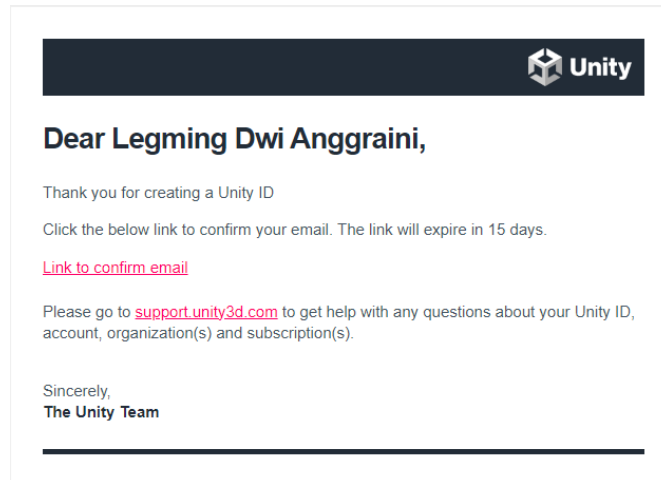 Unity
Dear Legming Dwi Anggraini,
Thank you for creating a Unity ID
Click the below link to confirm your email. The link will expire in 15 days.
Link to confirm email
Please go to support.unity3d.com to get help with any questions about your Unity ID,
account, organization(s) and subscription(s).
Sincerely,
The Unity Team